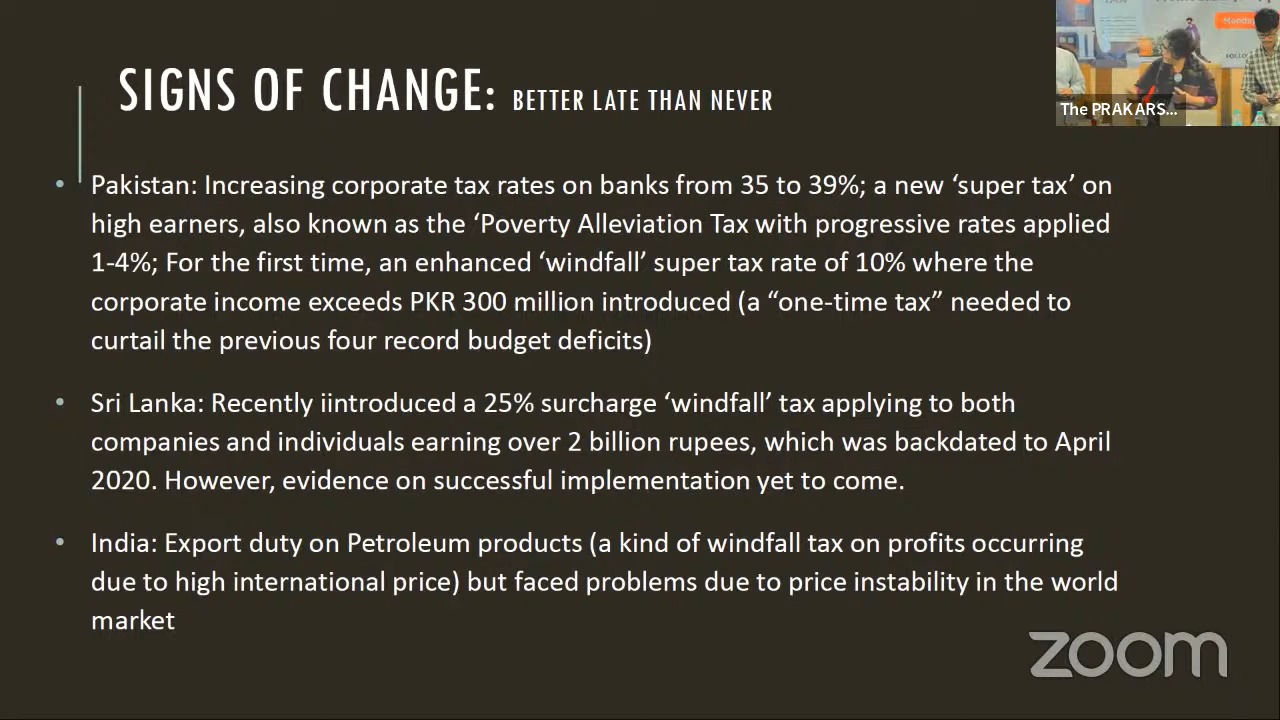 SIGNS OF CHANGE: BETTER LATE THAN NEVER
• Pakistan: Increasing corporate tax rates on banks from 35 to 39%; a new ‘super tax’ on
high earners, also known as the ‘Poverty Alleviation Tax with progressive rates applied
1-4%; For the first time, an enhanced ‘windfall’ super tax rate of 10% where the
corporate income exceeds PKR 300 million introduced (a “one-time tax” needed to
curtail the previous four record budget deficits)
• Sri Lanka: Recently iintroduced a 25% surcharge ‘windfall’ tax applying to both
companies and individuals earning over 2 billion rupees, which was backdated to April
2020. However, evidence on successful implementation yet to come.
• India: Export duty on Petroleum products (a kind of windfall tax on profits occurring
due to high international price) but faced problems due to price instability in the world
market
TAX
Monday
FOLLO
The PRAKARS...
zoom